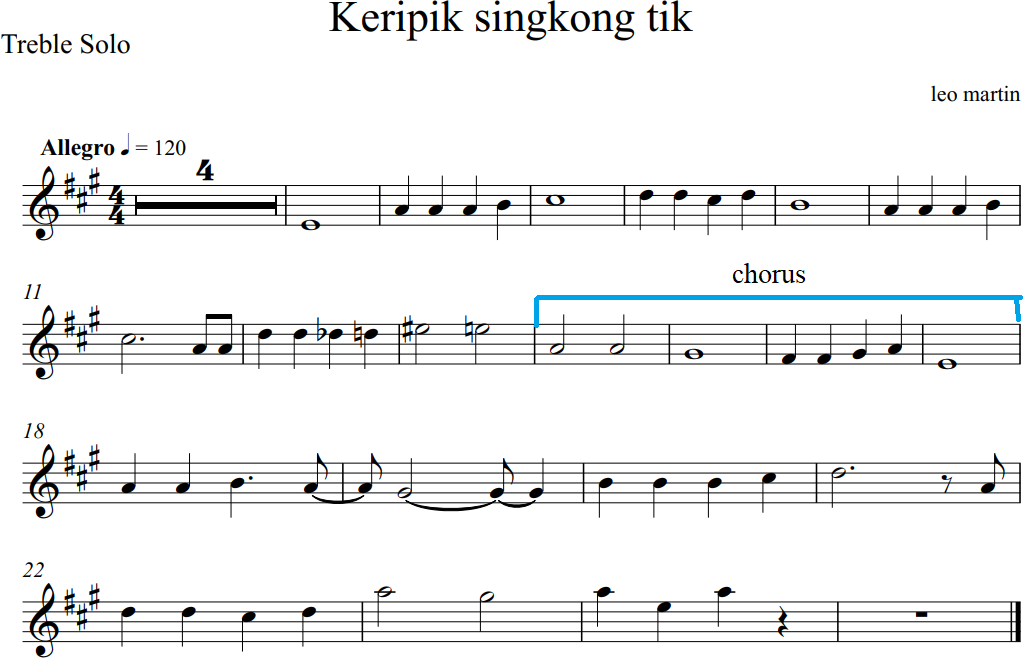 Keripik singkong tik
Treble Solo
leo martin
Allegro ♩ = 120
4
4
4
11
chorus
18
22